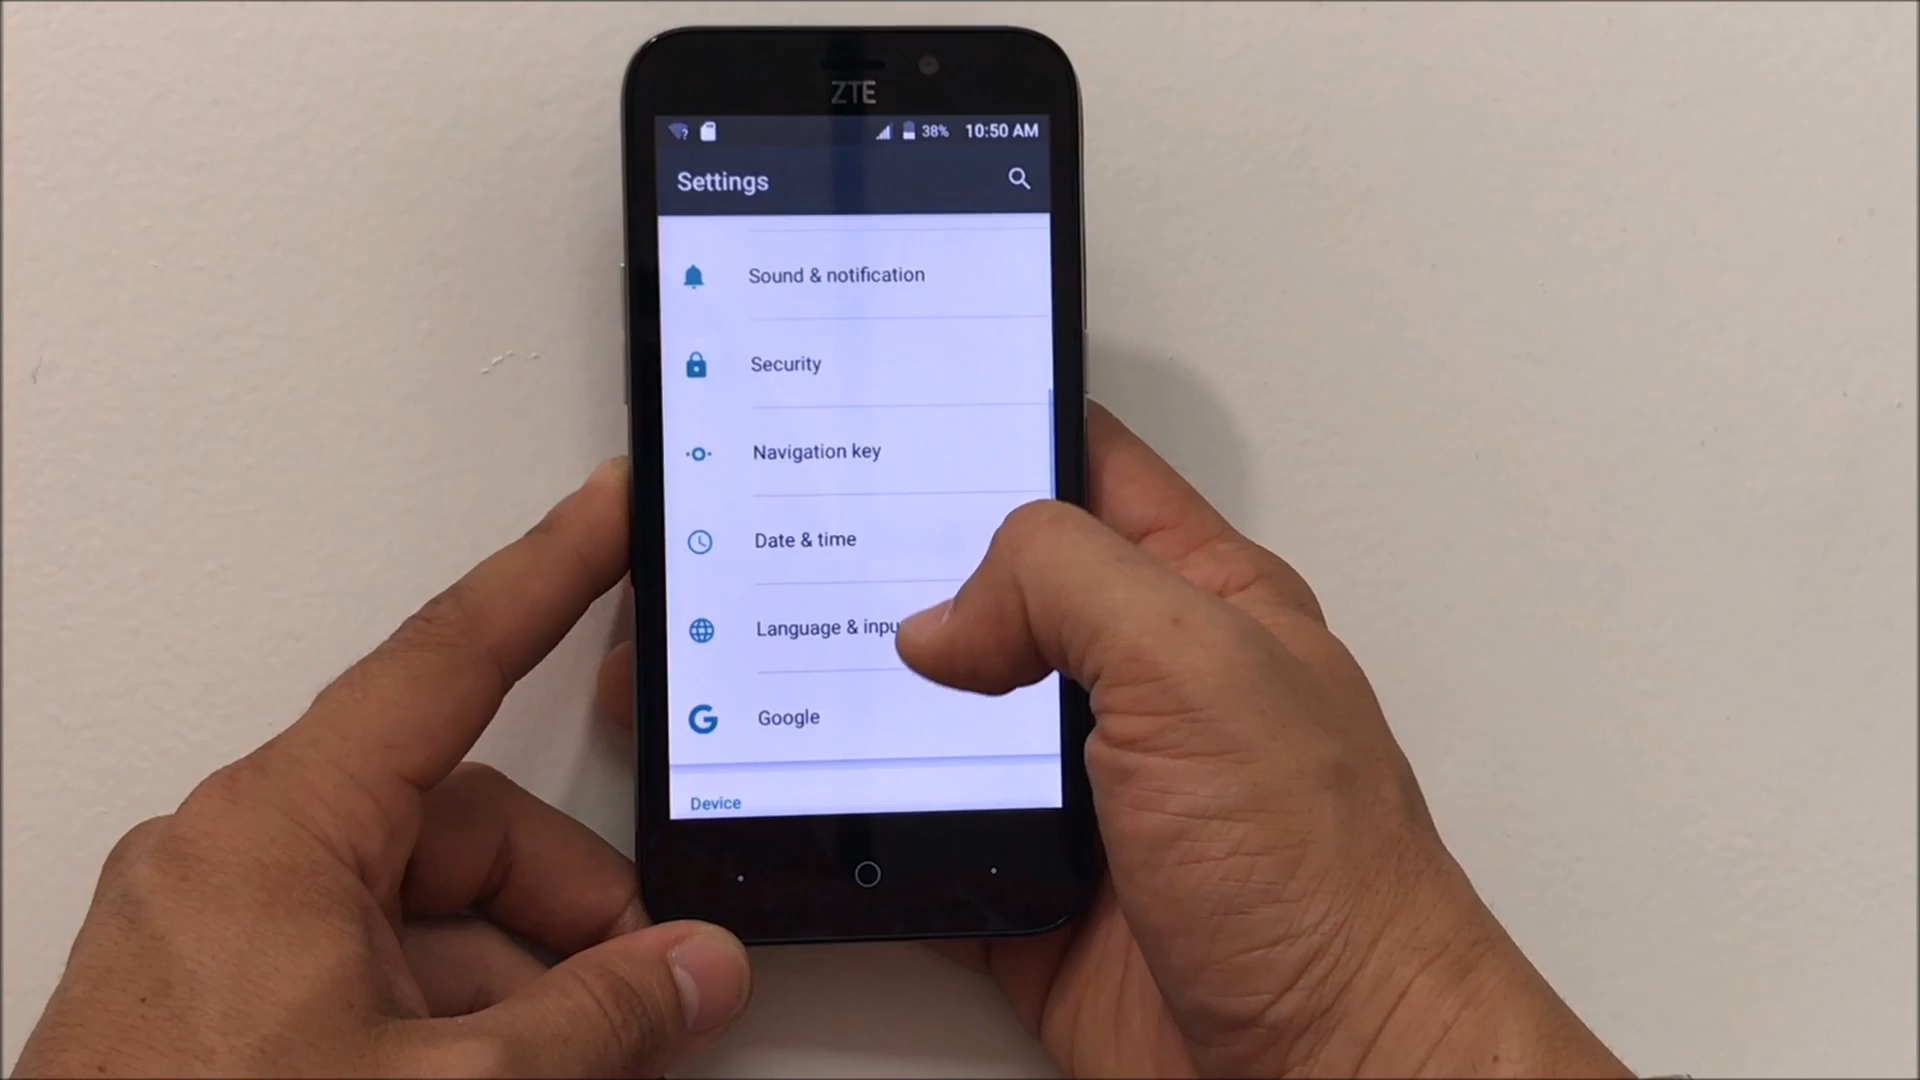 ZTE
38% 10:50 AM
Settings
Sound & notification
Security
Navigation key
Date & time
Language & inpu
Google
Device